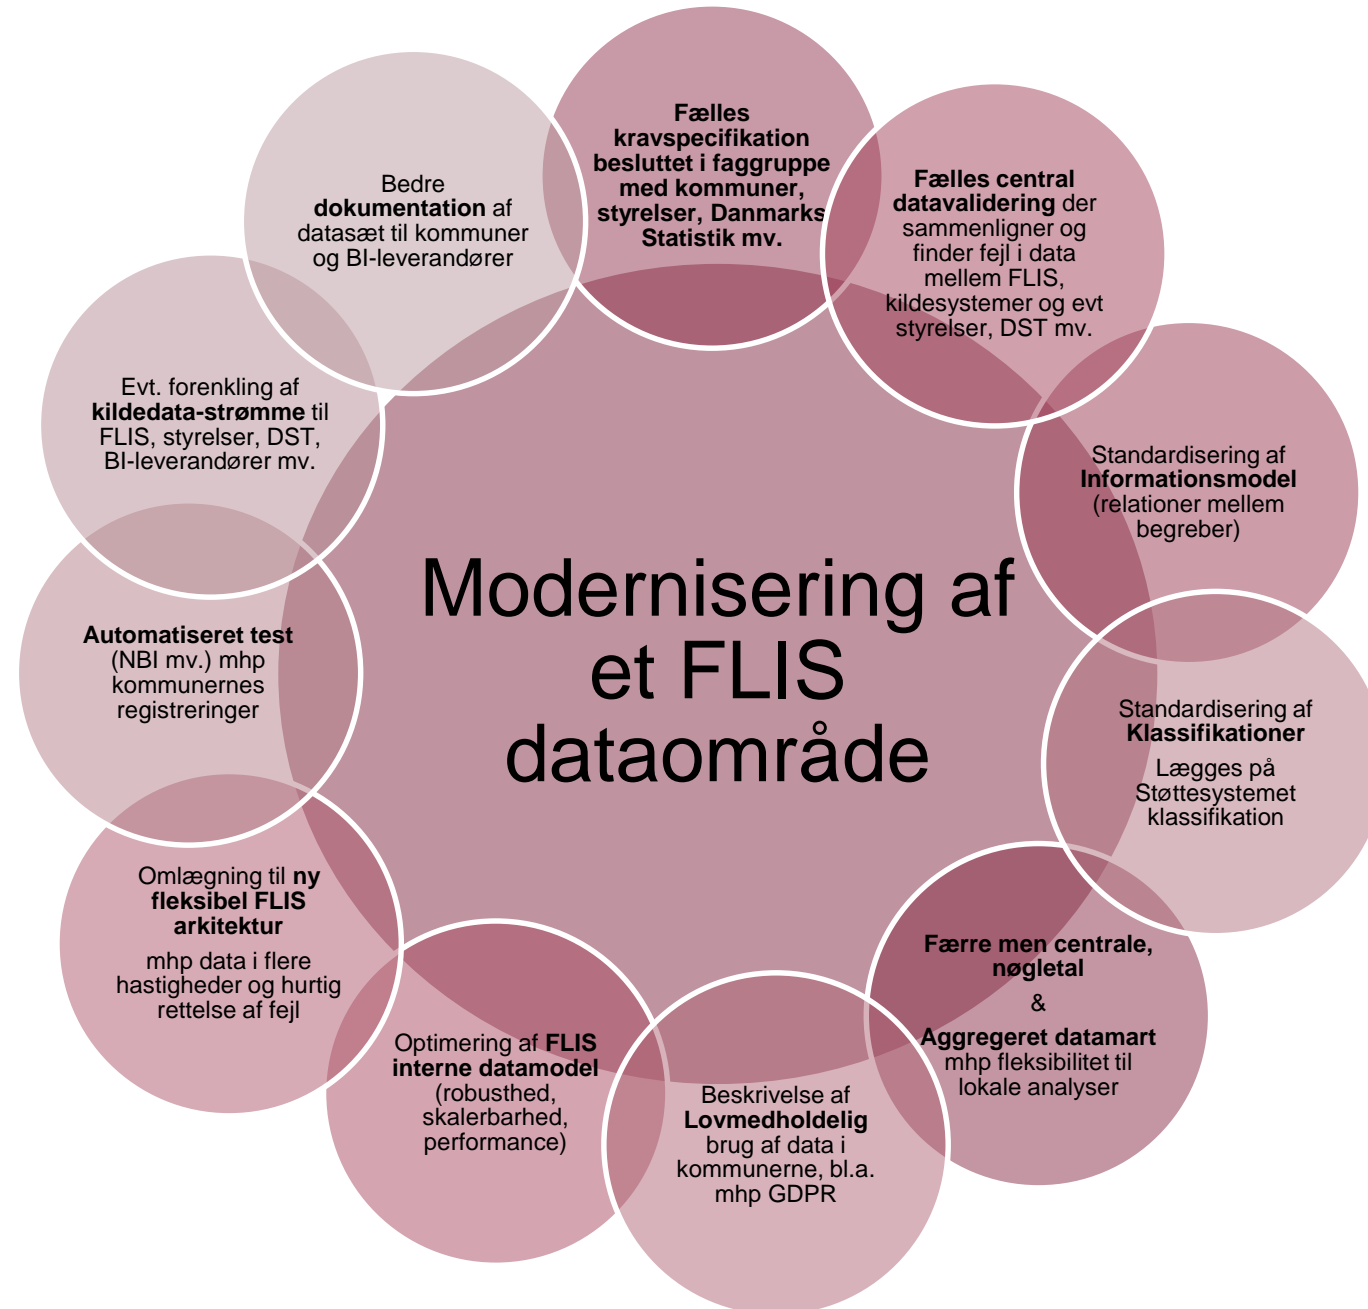 Fælles
kravspecifikation
besluttet i faggruppe
med kommuner,
styrelser, Danmarks
Statistik mv.
Fælles central
datavalidering der
sammenligner og
finder fejl i data
mellem FLIS,
kildesystemer og evt
styrelser, DST mv.
Standardisering af
Informationsmodel
(relationer mellem
begreber)
Standardisering af
Klassifikationer
Lægges på
Støttesystemet
klassifikation
Færre men centrale,
nøgletal
&
Aggregeret datamart
mhp fleksibilitet til
lokale analyser
Beskrivelse af
Lovmedholdelig
brug af data i
kommunerne, bl.a.
mhp GDPR
Optimering af FLIS
interne datamodel
(robusthed,
skalerbarhed,
performance)
Omlægning til ny
fleksibel FLIS
arkitektur
mhp data i flere
hastigheder og hurtig
rettelse af fejl
Automatiseret test
(NBI mv.) mhp
kommunernes
registreringer
Evt. forenkling af
kildedata-strømme til
FLIS, styrelser, DST,
BI-leverandører mv.
Bedre
dokumentation af
datasæt til kommuner
og BI-leverandører
Modernisering af
et FLIS
dataområde